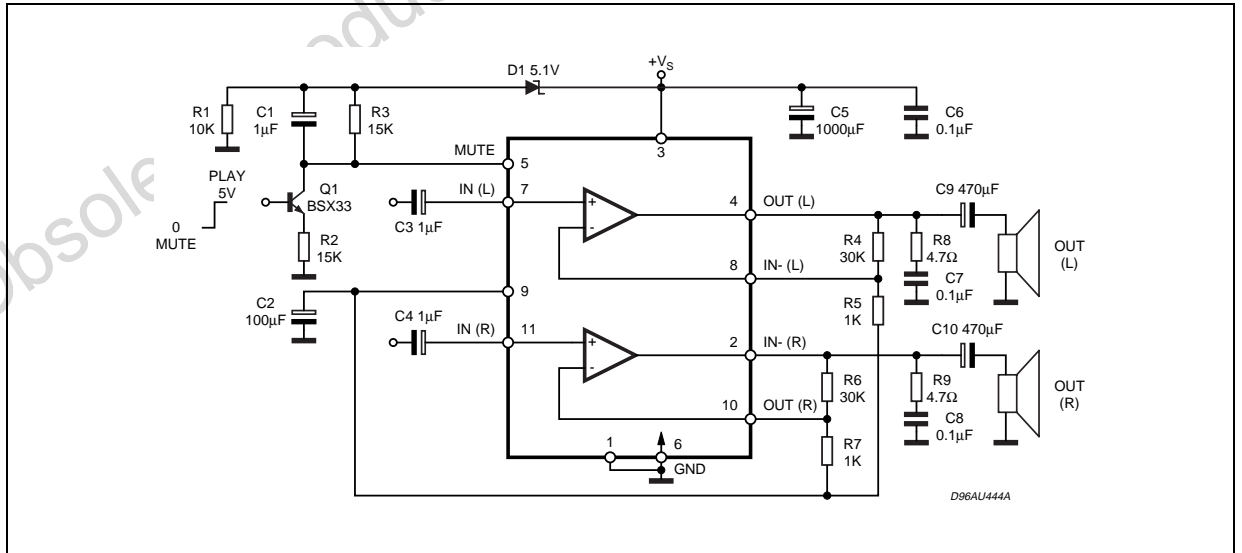 D1 5.1V
+VS
R1
10K
C1
1µF
R3
15K
C5
1000µF
C6
0.1µF
MUTE
5
3
PLAY
5V
0
MUTE
Q1
BSX33
R2
15K
IN (L)
7
C3 1µF
+
-
4
OUT (L)
C9 470µF
R4
30K
R8
4.7Ω
OUT
(L)
8
IN- (L)
C7
0.1µF
R5
1K
9
C2
100µF
C4 1µF
IN (R)
11
+
-
2
IN- (R)
C10 470µF
R6
30K
R9
4.7Ω
OUT
(R)
10
OUT (R)
C8
0.1µF
R7
1K
1
6
GND
D96AU444A